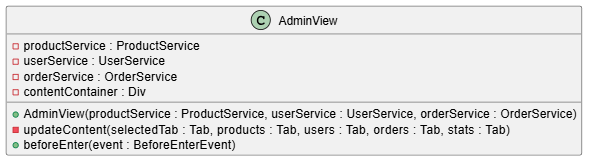 C AdminView
productService : ProductService
userService : UserService
orderService : OrderService
contentContainer : Div
AdminView(productService : ProductService, userService : UserService, orderService : OrderService)
updateContent(selectedTab : Tab, products : Tab, users : Tab, orders : Tab, stats : Tab)
beforeEnter(event : BeforeEnterEvent)